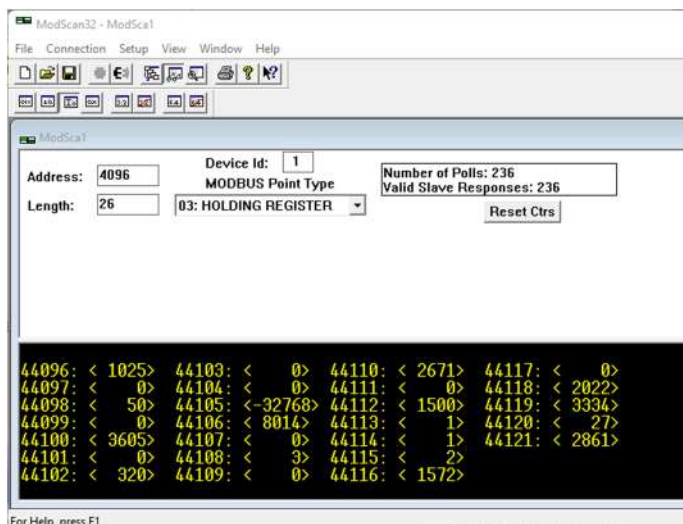 ModScan32 - ModSca1
File Connection Setup View Window Help
ModSca1
Address: 4096
Device Id: 1
MODBUS Point Type
Number of Polls: 236
Valid Slave Responses: 236
Length: 26
03: HOLDING REGISTER
Reset Ctrs
44096: < 1025> 44103: < 0> 44110: < 2671> 44117: < 0>
44097: < 0> 44104: < 0> 44111: < 0> 44118: < 2022>
44098: < 50> 44105: <-32768> 44112: < 1500> 44119: < 3334>
44099: < 0> 44106: < 8014> 44113: < 1> 44120: < 27>
44100: < 3605> 44107: < 0> 44114: < 1> 44121: < 2861>
44101: < 0> 44108: < 3> 44115: < 2>
44102: < 320> 44109: < 0> 44116: < 1572>
For Help, press F1